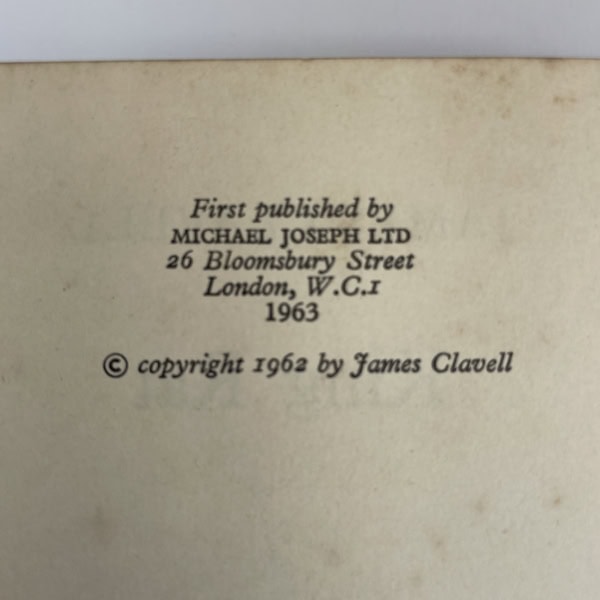 First published by
MICHAEL JOSEPH LTD
26 Bloomsbury Street
London, W.C.1
1963
© copyright 1962 by James Clavell